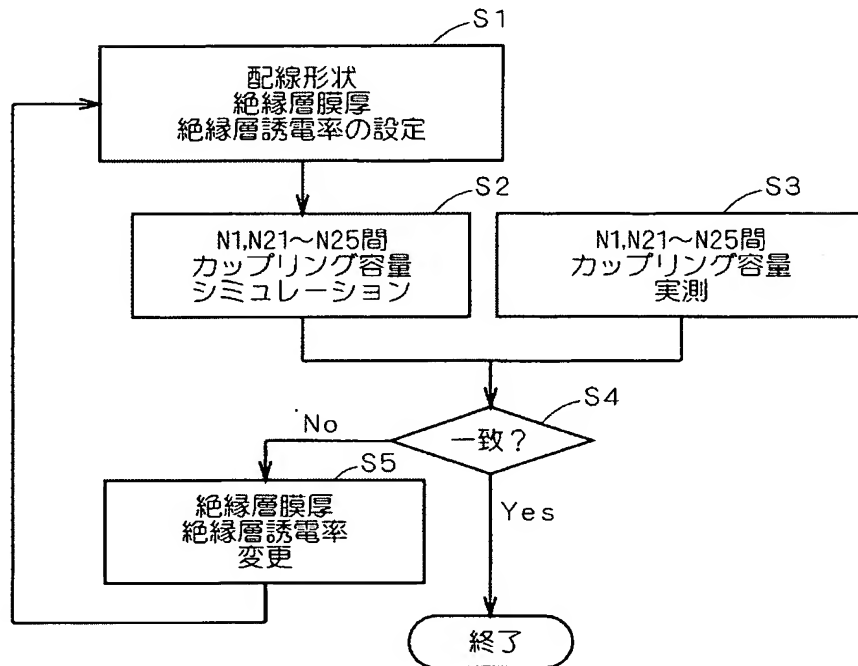 S1
配線形状
絶縁層膜厚
絶縁層誘電率の設定
S2
N1,N21～N25間
カップリング容量
シミュレーション
S3
N1,N21～N25間
カップリング容量
実測
S4
一致？
No
Yes
S5
絶縁層膜厚
絶縁層誘電率
変更
終了